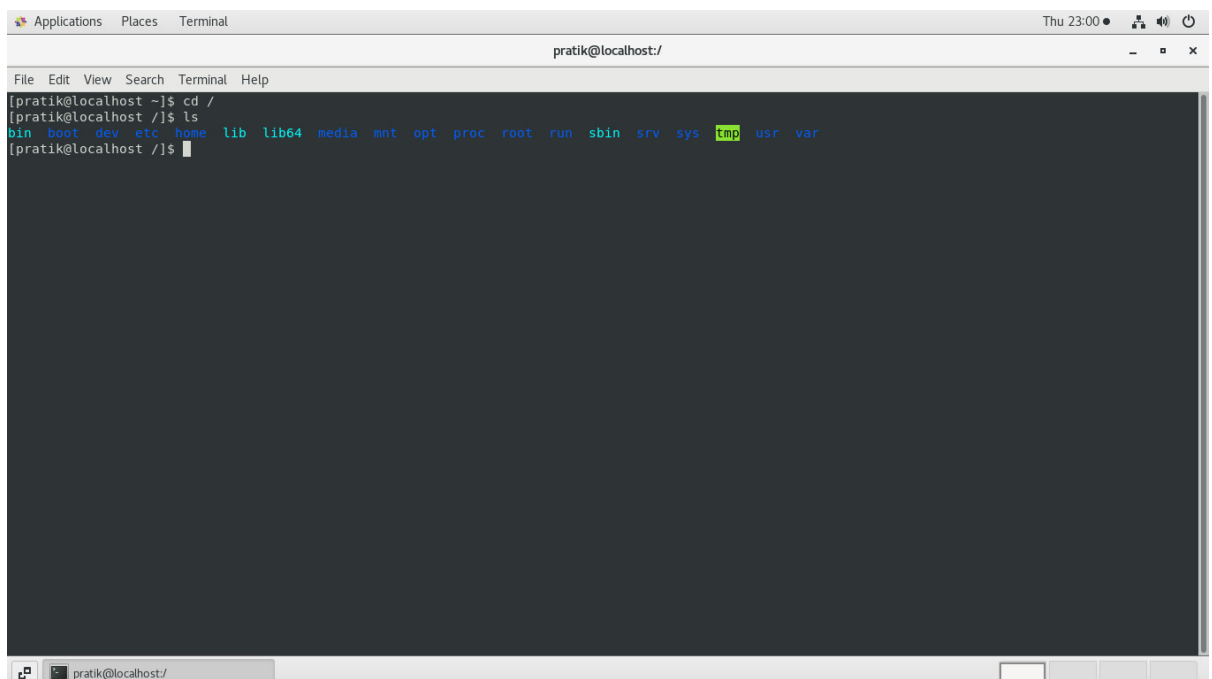 Applications Places Terminal Thu 23:00
pratik@localhost:/
File Edit View Search Terminal Help
[pratik@localhost ~]$ cd /
[pratik@localhost /]$ ls
bin boot dev etc home lib lib64 media mnt opt proc root run sbin srv sys tmp usr var
[pratik@localhost /]$
pratik@localhost:/